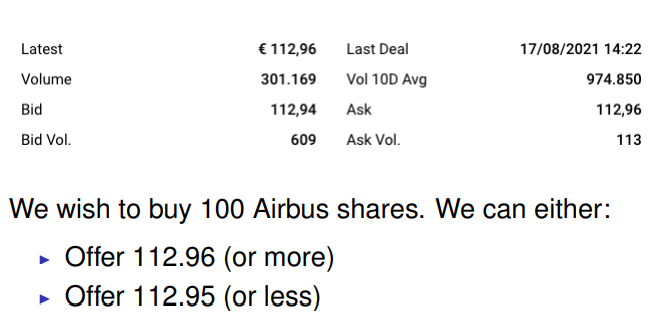 Latest € 112,96 Last Deal 17/08/2021 14:22
Volume 301.169 Vol 10D Avg 974.850
Bid 112,94 Ask 112,96
Bid Vol. 609 Ask Vol. 113
We wish to buy 100 Airbus shares. We can either:
▶ Offer 112.96 (or more)
▶ Offer 112.95 (or less)